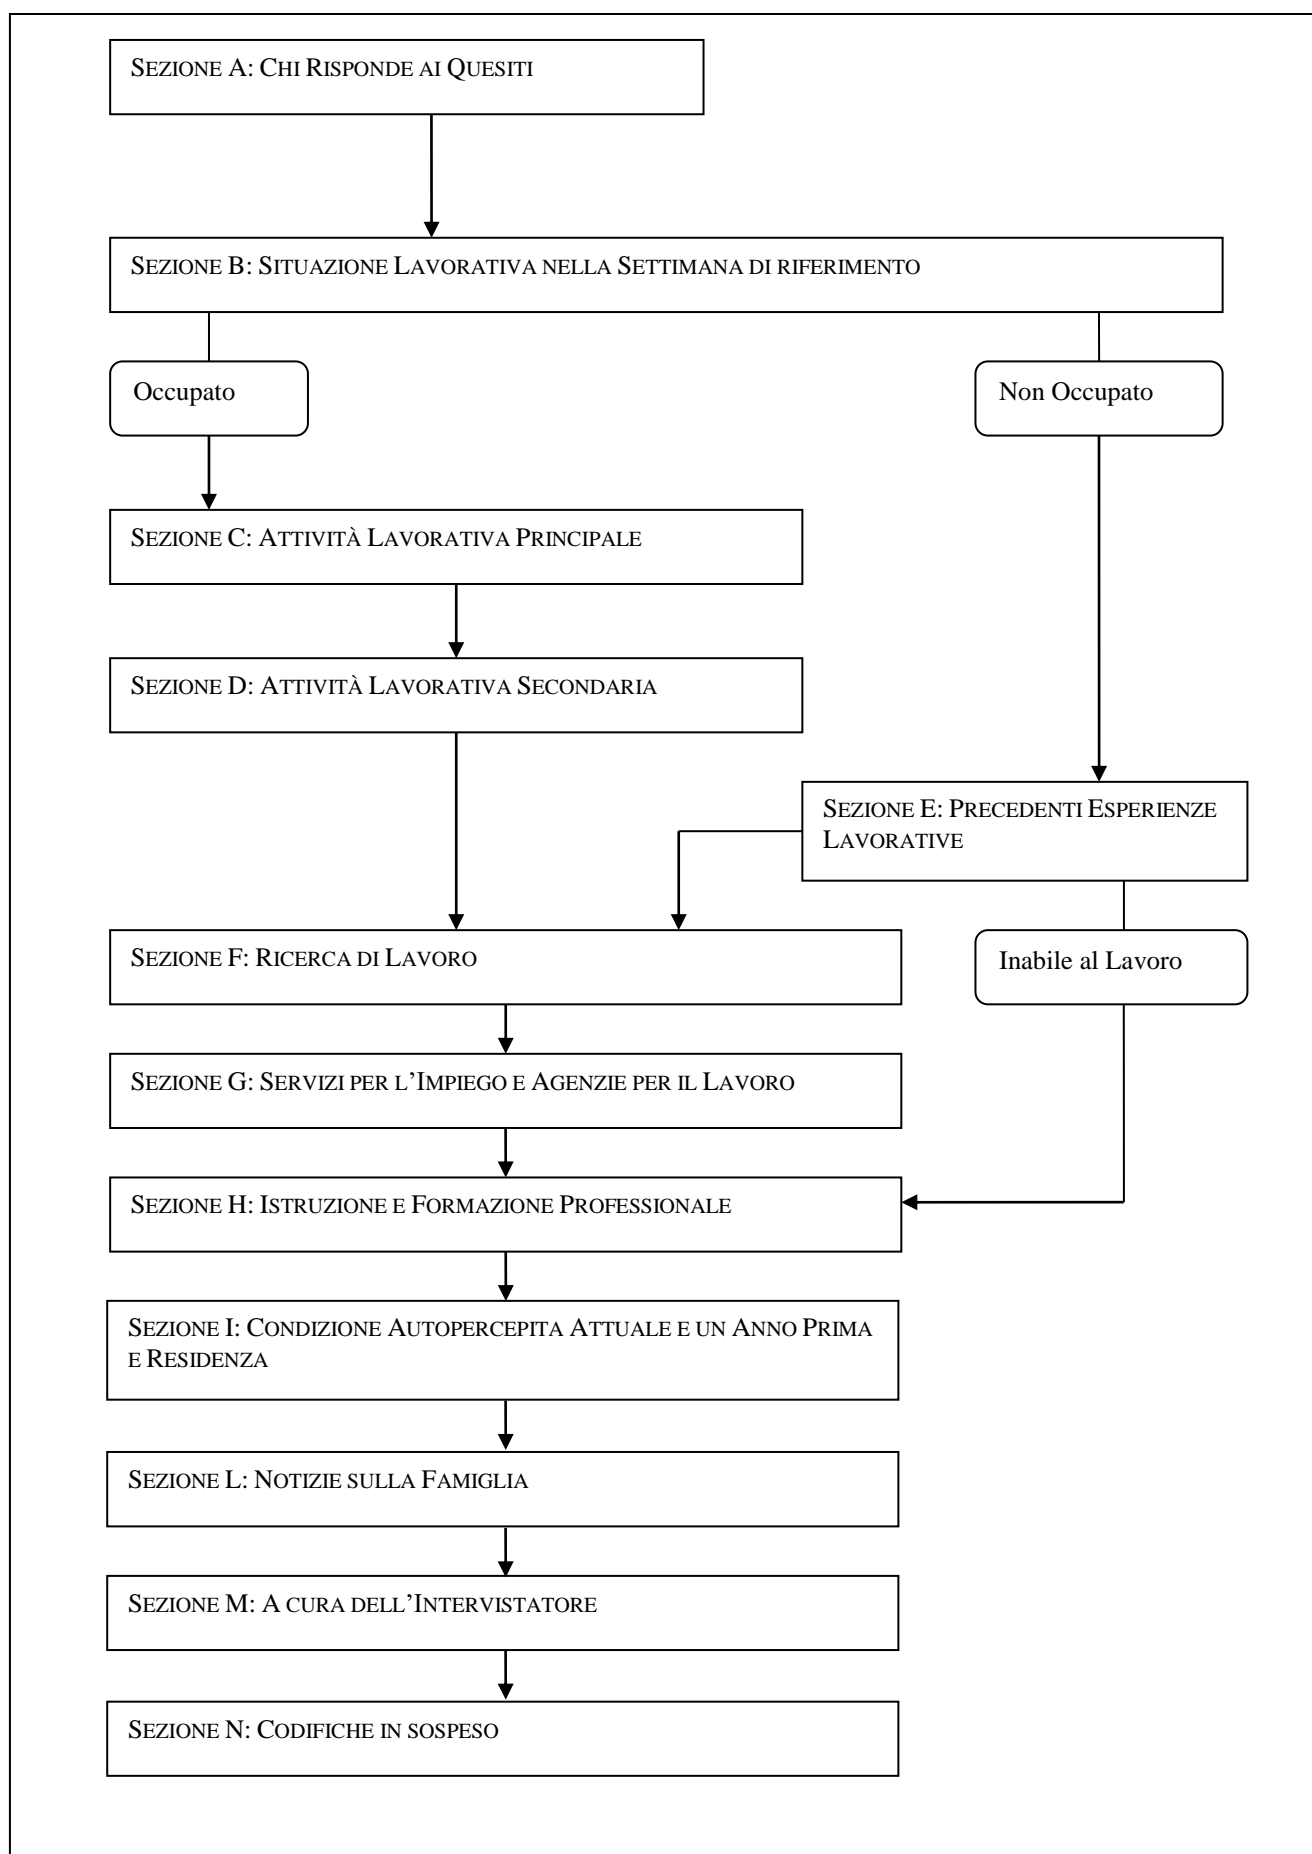 SEZIONE A: CHI RISPONDE AI QUESITI
SEZIONE B: SITUAZIONE LAVORATIVA NELLA SETTIMANA DI RIFERIMENTO
Occupato
Non Occupato
SEZIONE C: ATTIVITÀ LAVORATIVA PRINCIPALE
SEZIONE D: ATTIVITÀ LAVORATIVA SECONDARIA
SEZIONE E: PRECEDENTI ESPERIENZE
LAVORATIVE
SEZIONE F: RICERCA DI LAVORO
Inabile al Lavoro
SEZIONE G: SERVIZI PER L’IMPIEGO E AGENZIE PER IL LAVORO
SEZIONE H: ISTRUZIONE E FORMAZIONE PROFESSIONALE
SEZIONE I: CONDIZIONE AUTOPERCEPITA ATTUALE E UN ANNO PRIMA
E RESIDENZA
SEZIONE L: NOTIZIE SULLA FAMIGLIA
SEZIONE M: A CURA DELL’INTERVISTATORE
SEZIONE N: CODIFICHE IN SOSPESO